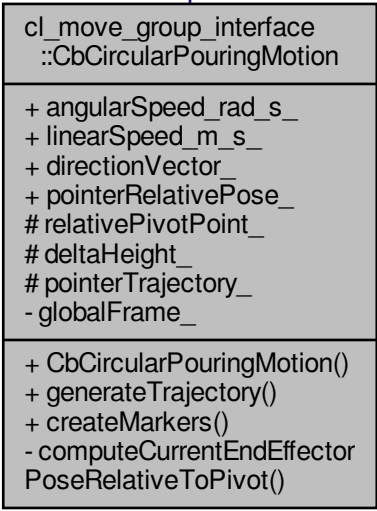 cl_move_group_interface
::CbCircularPouringMotion
+ angularSpeed_rad_s_
+ linearSpeed_m_s_
+ directionVector_
+ pointerRelativePose_
# relativePivotPoint_
# deltaHeight_
# pointerTrajectory_
- globalFrame_
+ CbCircularPouringMotion()
+ generateTrajectory()
+ createMarkers()
- computeCurrentEndEffector
PoseRelativeToPivot()